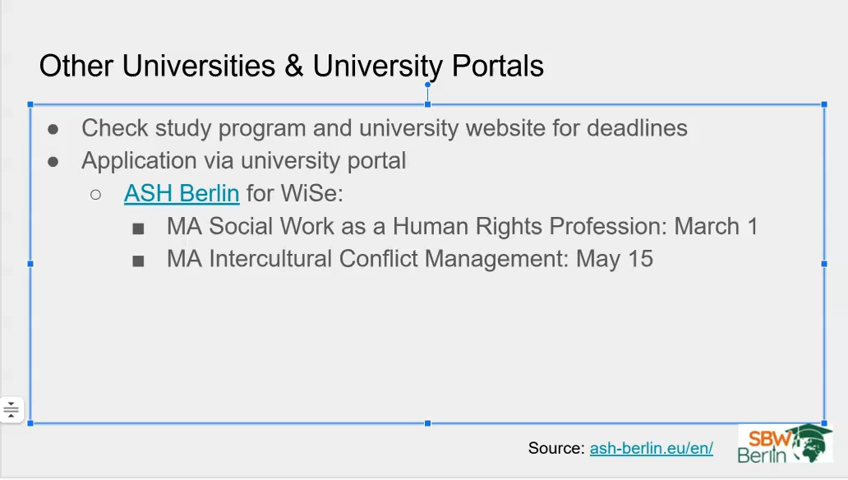 Other Universities & University Portals
● Check study program and university website for deadlines
● Application via university portal
○ ASH Berlin for WiSe:
■ MA Social Work as a Human Rights Profession: March 1
■ MA Intercultural Conflict Management: May 15
Source: ash-berlin.eu/en/
SBW
Berlin